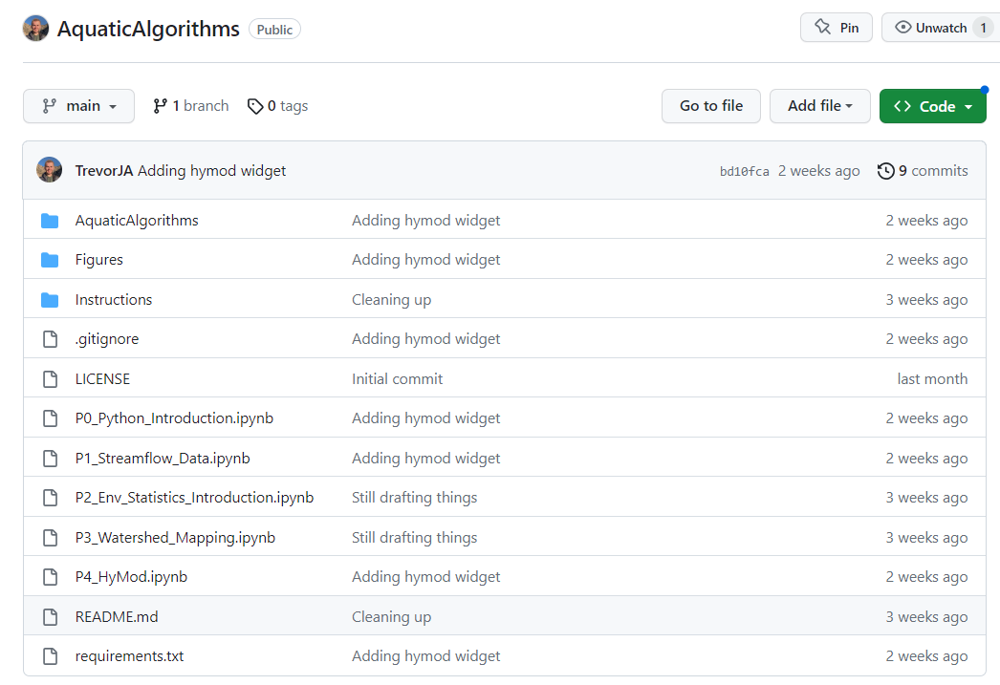 AquaticAlgorithms Public Pin Unwatch 1
main 1 branch 0 tags Go to file Add file Code
TrevorJA Adding hymod widget bd10fca 2 weeks ago 9 commits
AquaticAlgorithms Adding hymod widget 2 weeks ago
Figures Adding hymod widget 2 weeks ago
Instructions Cleaning up 3 weeks ago
.gitignore Adding hymod widget 2 weeks ago
LICENSE Initial commit last month
P0_Python_Introduction.ipynb Adding hymod widget 2 weeks ago
P1_Streamflow_Data.ipynb Adding hymod widget 2 weeks ago
P2_Env_Statistics_Introduction.ipynb Still drafting things 3 weeks ago
P3_Watershed_Mapping.ipynb Still drafting things 3 weeks ago
P4_HyMod.ipynb Adding hymod widget 2 weeks ago
README.md Cleaning up 3 weeks ago
requirements.txt Adding hymod widget 2 weeks ago